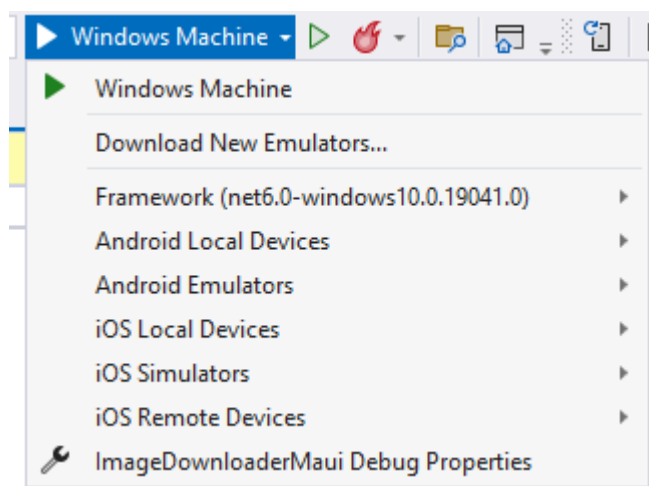 Windows Machine
Windows Machine
Download New Emulators...
Framework (net6.0-windows10.0.19041.0)
Android Local Devices
Android Emulators
iOS Local Devices
iOS Simulators
iOS Remote Devices
ImageDownloaderMaui Debug Properties